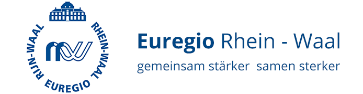 RIJN-WAAL
RHEIN-WAAL
EUREGIO
Euregio Rhein - Waal
gemeinsam stärker samen sterker